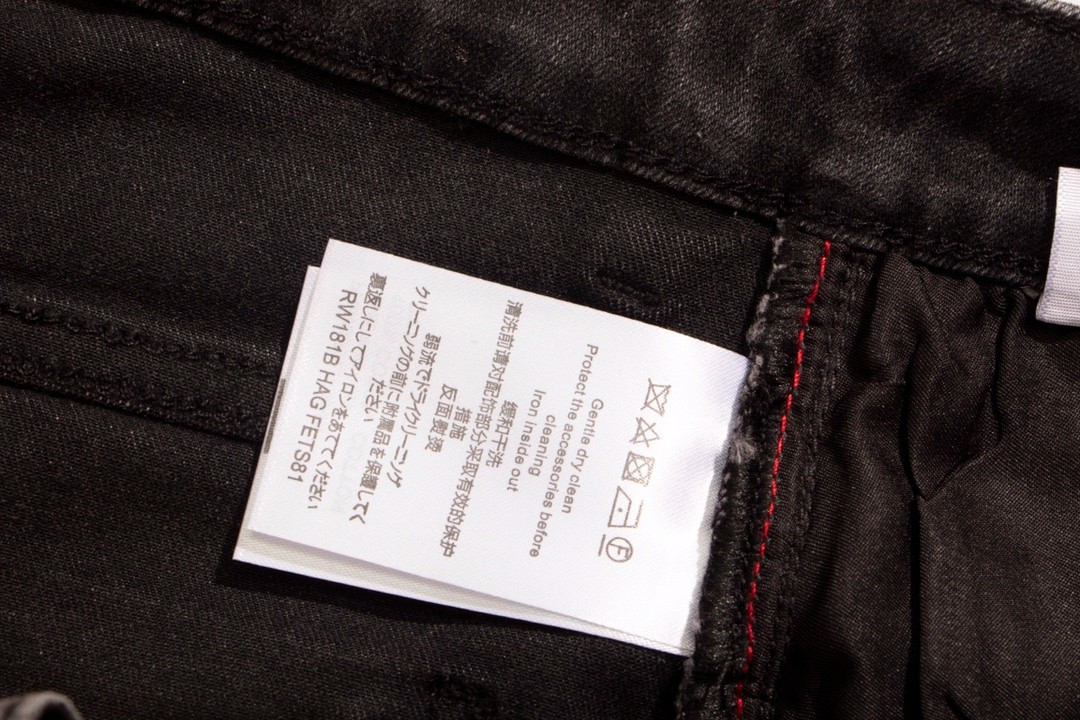 Gentle dry clean
Protect the accessories before
cleaning
Iron inside out
缓和干洗
清洗前请对配饰部分采取有效的保护
措施
反面熨烫
弱流でドライクリーニング
クリーニングの前に附属品を保護してく
ださい
裏返しにしてアイロンをあててください
RW181B HAG FETS81